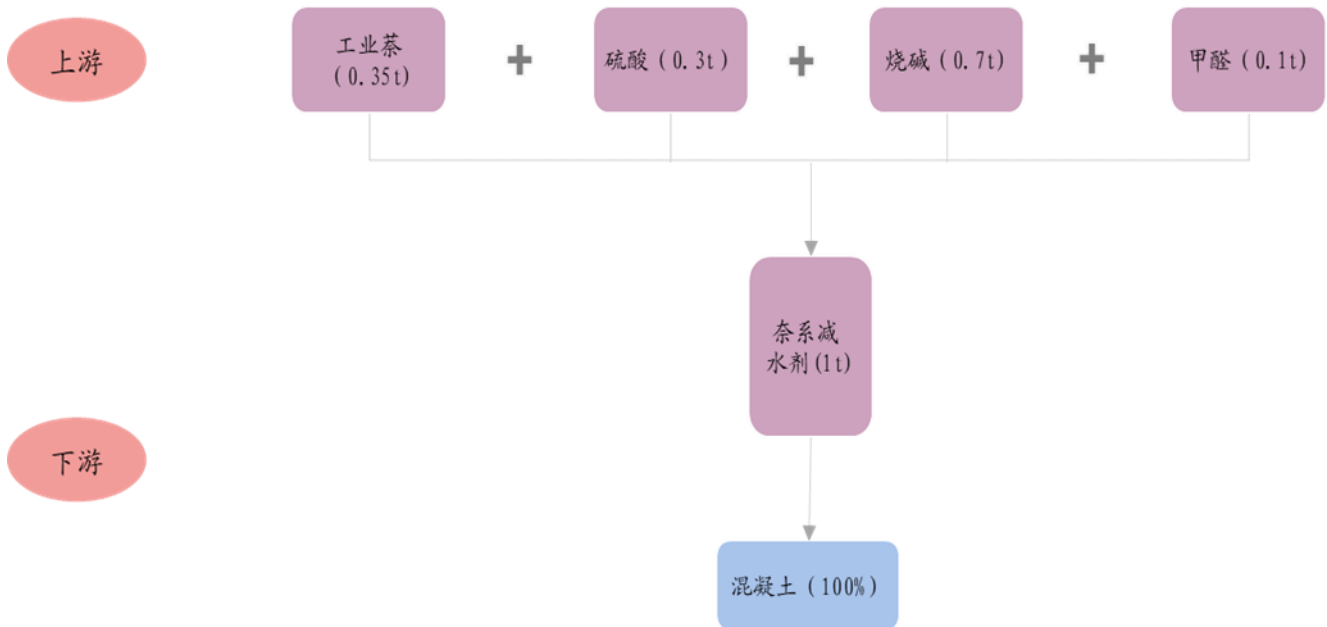 上游
工业萘
(0.35t)
硫酸(0.3t)
烧碱(0.7t)
甲醛(0.1t)
奈系减
水剂(1t)
下游
混凝土(100%)